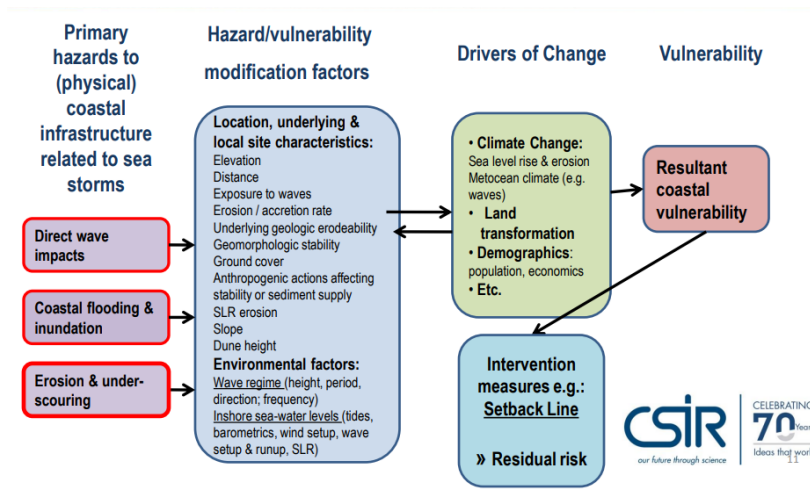 Primary
hazards to
(physical)
coastal
infrastructure
related to sea
storms
Direct wave
impacts
Coastal flooding &
inundation
Erosion & under-
scouring
Hazard/vulnerability
modification factors
Location, underlying &
local site characteristics:
Elevation
Distance
Exposure to waves
Erosion / accretion rate
Underlying geologic erodeability
Geomorphologic stability
Ground cover
Anthropogenic actions affecting
stability or sediment supply
SLR erosion
Slope
Dune height
Environmental factors:
Wave regime (height, period,
direction; frequency)
Inshore sea-water levels (tides,
barometrics, wind setup, wave
setup & runup, SLR)
Drivers of Change
• Climate Change:
Sea level rise & erosion
Metocean climate (e.g.
waves)
• Land
transformation
• Demographics:
population, economics
• Etc.
Vulnerability
Resultant
coastal
vulnerability
Intervention
measures e.g.:
Setback Line
» Residual risk
CSIR
our future through science
CELEBRATING
70 Year
Ideas that work
11